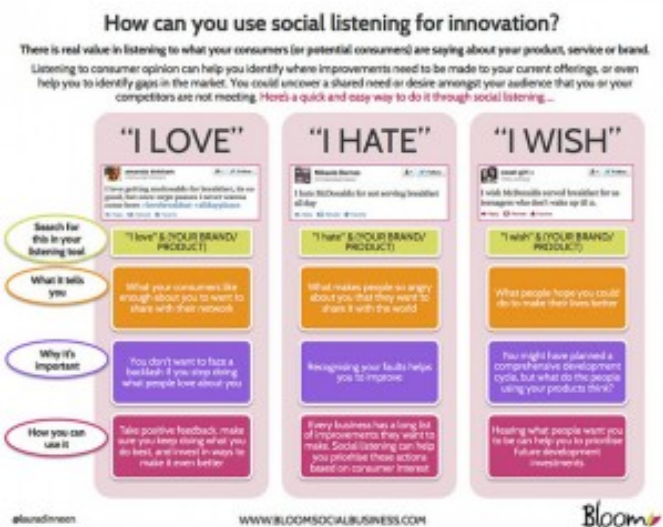 How can you use social listening for innovation?
There is real value in listening to what your consumers (or potential consumers) are saying about your product, service or brand.
Listening to consumer opinion can help you identify where improvements need to be made to your current offerings, or even
help you to identify gaps in the market. You could uncover a shared need or desire amongst your audience that you or your
competitors are not meeting. Here's a quick and easy way to do it through social listening...
"I LOVE"
I love getting mcdonalds for breakfast, its so
good, but once
"I HATE"
I hate McDonalds for not serving breakfast
all day
"I WISH"
I wish McDonalds served breakfast for us
teenagers who don't wake up til
Search for
this in your
listening tool
"I love" & (YOUR BRAND/
PRODUCT)
"I hate" & (YOUR BRAND/
PRODUCT)
"I wish" & (YOUR BRAND/
PRODUCT)
What it tells
you
What your consumers like
enough about you to want to
share with their network
What makes people so angry
about you that they want to
share it with the world
What people hope you could
do to make their lives better
Why it's
important
You don't want to face a
backlash if you stop doing
what people love about you
Recognising your faults helps
you to improve
You might have planned a
comprehensive development
cycle, but what do the people
using your products think?
How you can
use it
Take positive feedback, make
sure you keep doing what you
do best, and invest in ways to
make it even better
Every business has a long list
of improvements they want to
make. Social listening can help
you prioritise these actions
based on consumer interest
Hearing what people want you
to be can help you to prioritise
future development
investments
@lauradinneen
WWW.BLOOMSOCIALBUSINESS.COM
Bloom